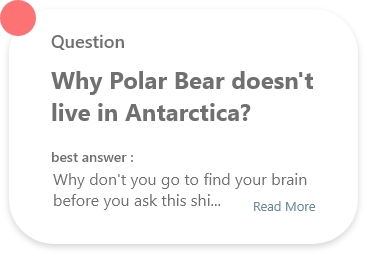 Question
Why Polar Bear doesn't
live in Antarctica?
best answer :
Why don't you go to find your brain
before you ask this shi...
Read More